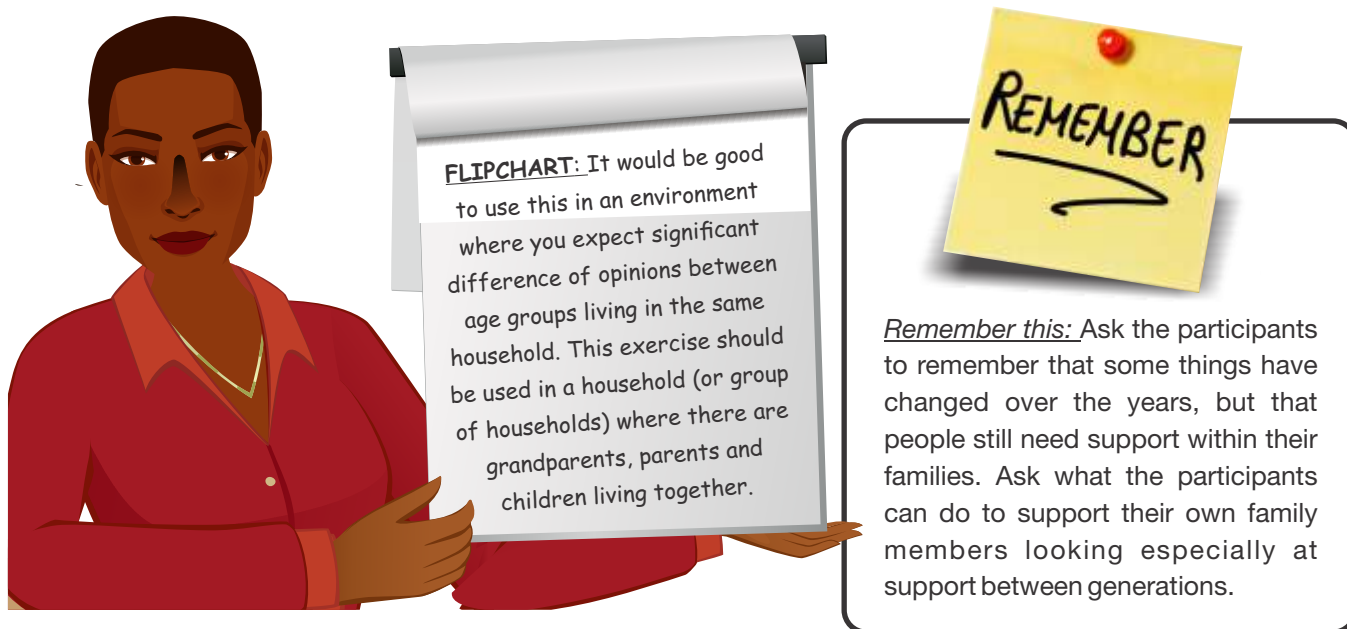 FLIPCHART: It would be good
to use this in an environment
where you expect significant
difference of opinions between
age groups living in the same
household. This exercise should
be used in a household (or group
of households) where there are
grandparents, parents and
children living together.
REMEMBER
Remember this: Ask the participants
to remember that some things have
changed over the years, but that
people still need support within their
families. Ask what the participants
can do to support their own family
members looking especially at
support between generations.